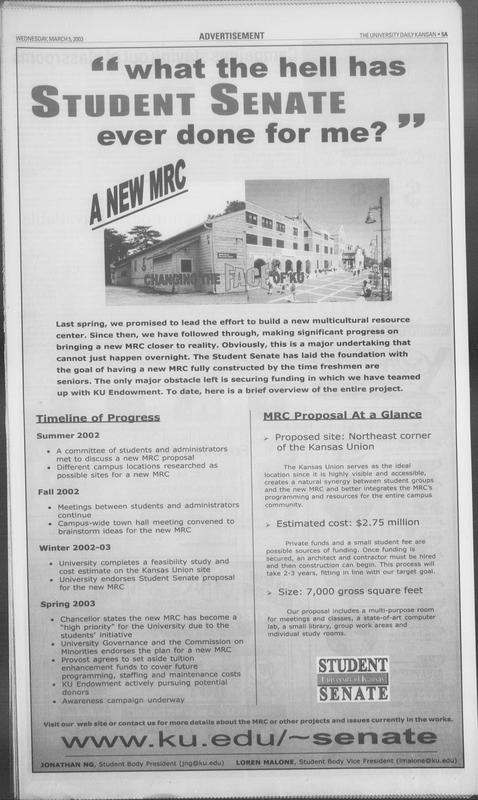 WEDNESDAY, MARCH 5, 2003
ADVERTISEMENT
THE UNIVERSITY DAILY KANSAN • 5A
“what the hell has
STUDENT SENATE
ever done for me?”
A NEW MRC
CHANGING THE FACE OF KU
Last spring, we promised to lead the effort to build a new multicultural resource
center. Since then, we have followed through, making significant progress on
bringing a new MRC closer to reality. Obviously, this is a major undertaking that
cannot just happen overnight. The Student Senate has laid the foundation with
the goal of having a new MRC fully constructed by the time freshmen are
seniors. The only major obstacle left is securing funding in which we have teamed
up with KU Endowment. To date, here is a brief overview of the entire project.
Timeline of Progress
Summer 2002
• A committee of students and administrators
met to discuss a new MRC proposal
• Different campus locations researched as
possible sites for a new MRC
Fall 2002
• Meetings between students and administrators
continue
• Campus-wide town hall meeting convened to
brainstorm ideas for the new MRC
Winter 2002-03
• University completes a feasibility study and
cost estimate on the Kansas Union site
• University endorses Student Senate proposal
for the new MRC
Spring 2003
• Chancellor states the new MRC has become a
"high priority" for the University due to the
students' initiative
• University Governance and the Commission on
Minorities endorses the plan for a new MRC
• Provost agrees to set aside tuition
enhancement funds to cover future
programming, staffing and maintenance costs
• KU Endowment actively pursuing potential
donors
• Awareness campaign underway
MRC Proposal At a Glance
➢ Proposed site: Northeast corner
of the Kansas Union
The Kansas Union serves as the ideal
location since it is highly visible and accessible,
creates a natural synergy between student groups
and the new MRC and better integrates the MRC's
programming and resources for the entire campus
community.
➢ Estimated cost: $2.75 million
Private funds and a small student fee are
possible sources of funding. Once funding is
secured, an architect and contractor must be hired
and then construction can begin. This process will
take 2-3 years, fitting in line with our target goal.
➢ Size: 7,000 gross square feet
Our proposal includes a multi-purpose room
for meetings and classes, a state-of-art computer
lab, a small library, group work areas and
individual study rooms.
STUDENT
University of Kansas
SENATE
Visit our web site or contact us for more details about the MRC or other projects and issues currently in the works.
www.ku.edu/~senate
JONATHAN NG, Student Body President (jng@ku.edu) LOREN MALONE, Student Body Vice President (lmalone@ku.edu)